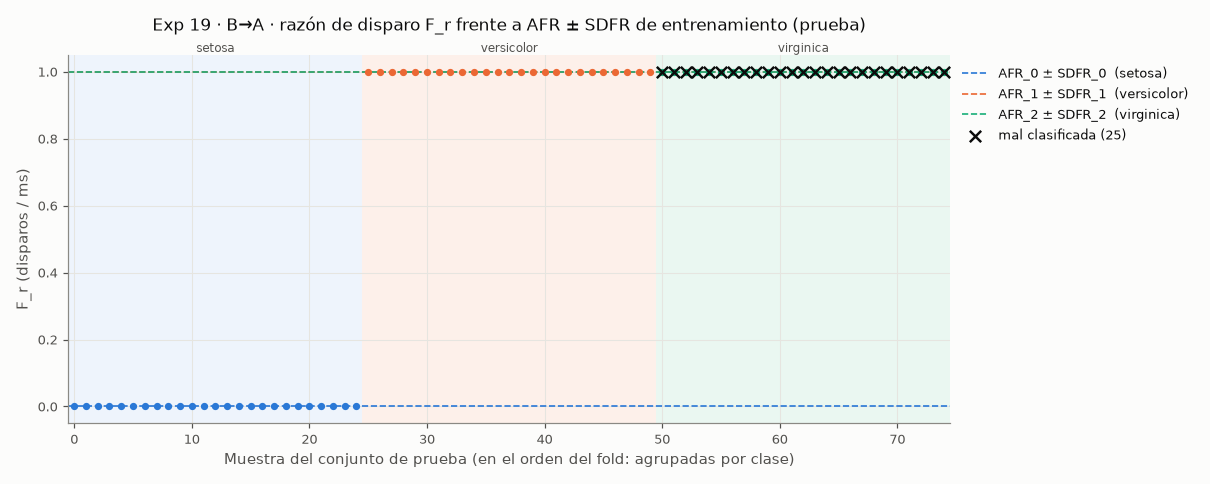 Exp 19 · B→A · razón de disparo F_r frente a AFR ± SDFR de entrenamiento (prueba)
setosa versicolor virginica
1.0
0.8
0.6
0.4
0.2
0.0
F_r (disparos / ms)
0 10 20 30 40 50 60 70
Muestra del conjunto de prueba (en el orden del fold: agrupadas por clase)
AFR_0 ± SDFR_0 (setosa)
AFR_1 ± SDFR_1 (versicolor)
AFR_2 ± SDFR_2 (virginica)
mal clasificada (25)